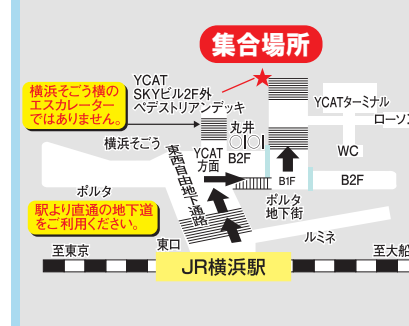 集合場所
YCAT
SKYビル2F外
ペデストリアンデッキ
横浜そごう横の
エスカレーター
ではありません。
YCATターミナル
ローソン
丸井
横浜そごう
YCAT
方面
B2F
WC
東西自由地下通路
B1F
B2F
ポルタ
ポルタ
地下街
駅より直通の地下道
をご利用ください。
東口
ルミネ
至東京
至大船
JR横浜駅